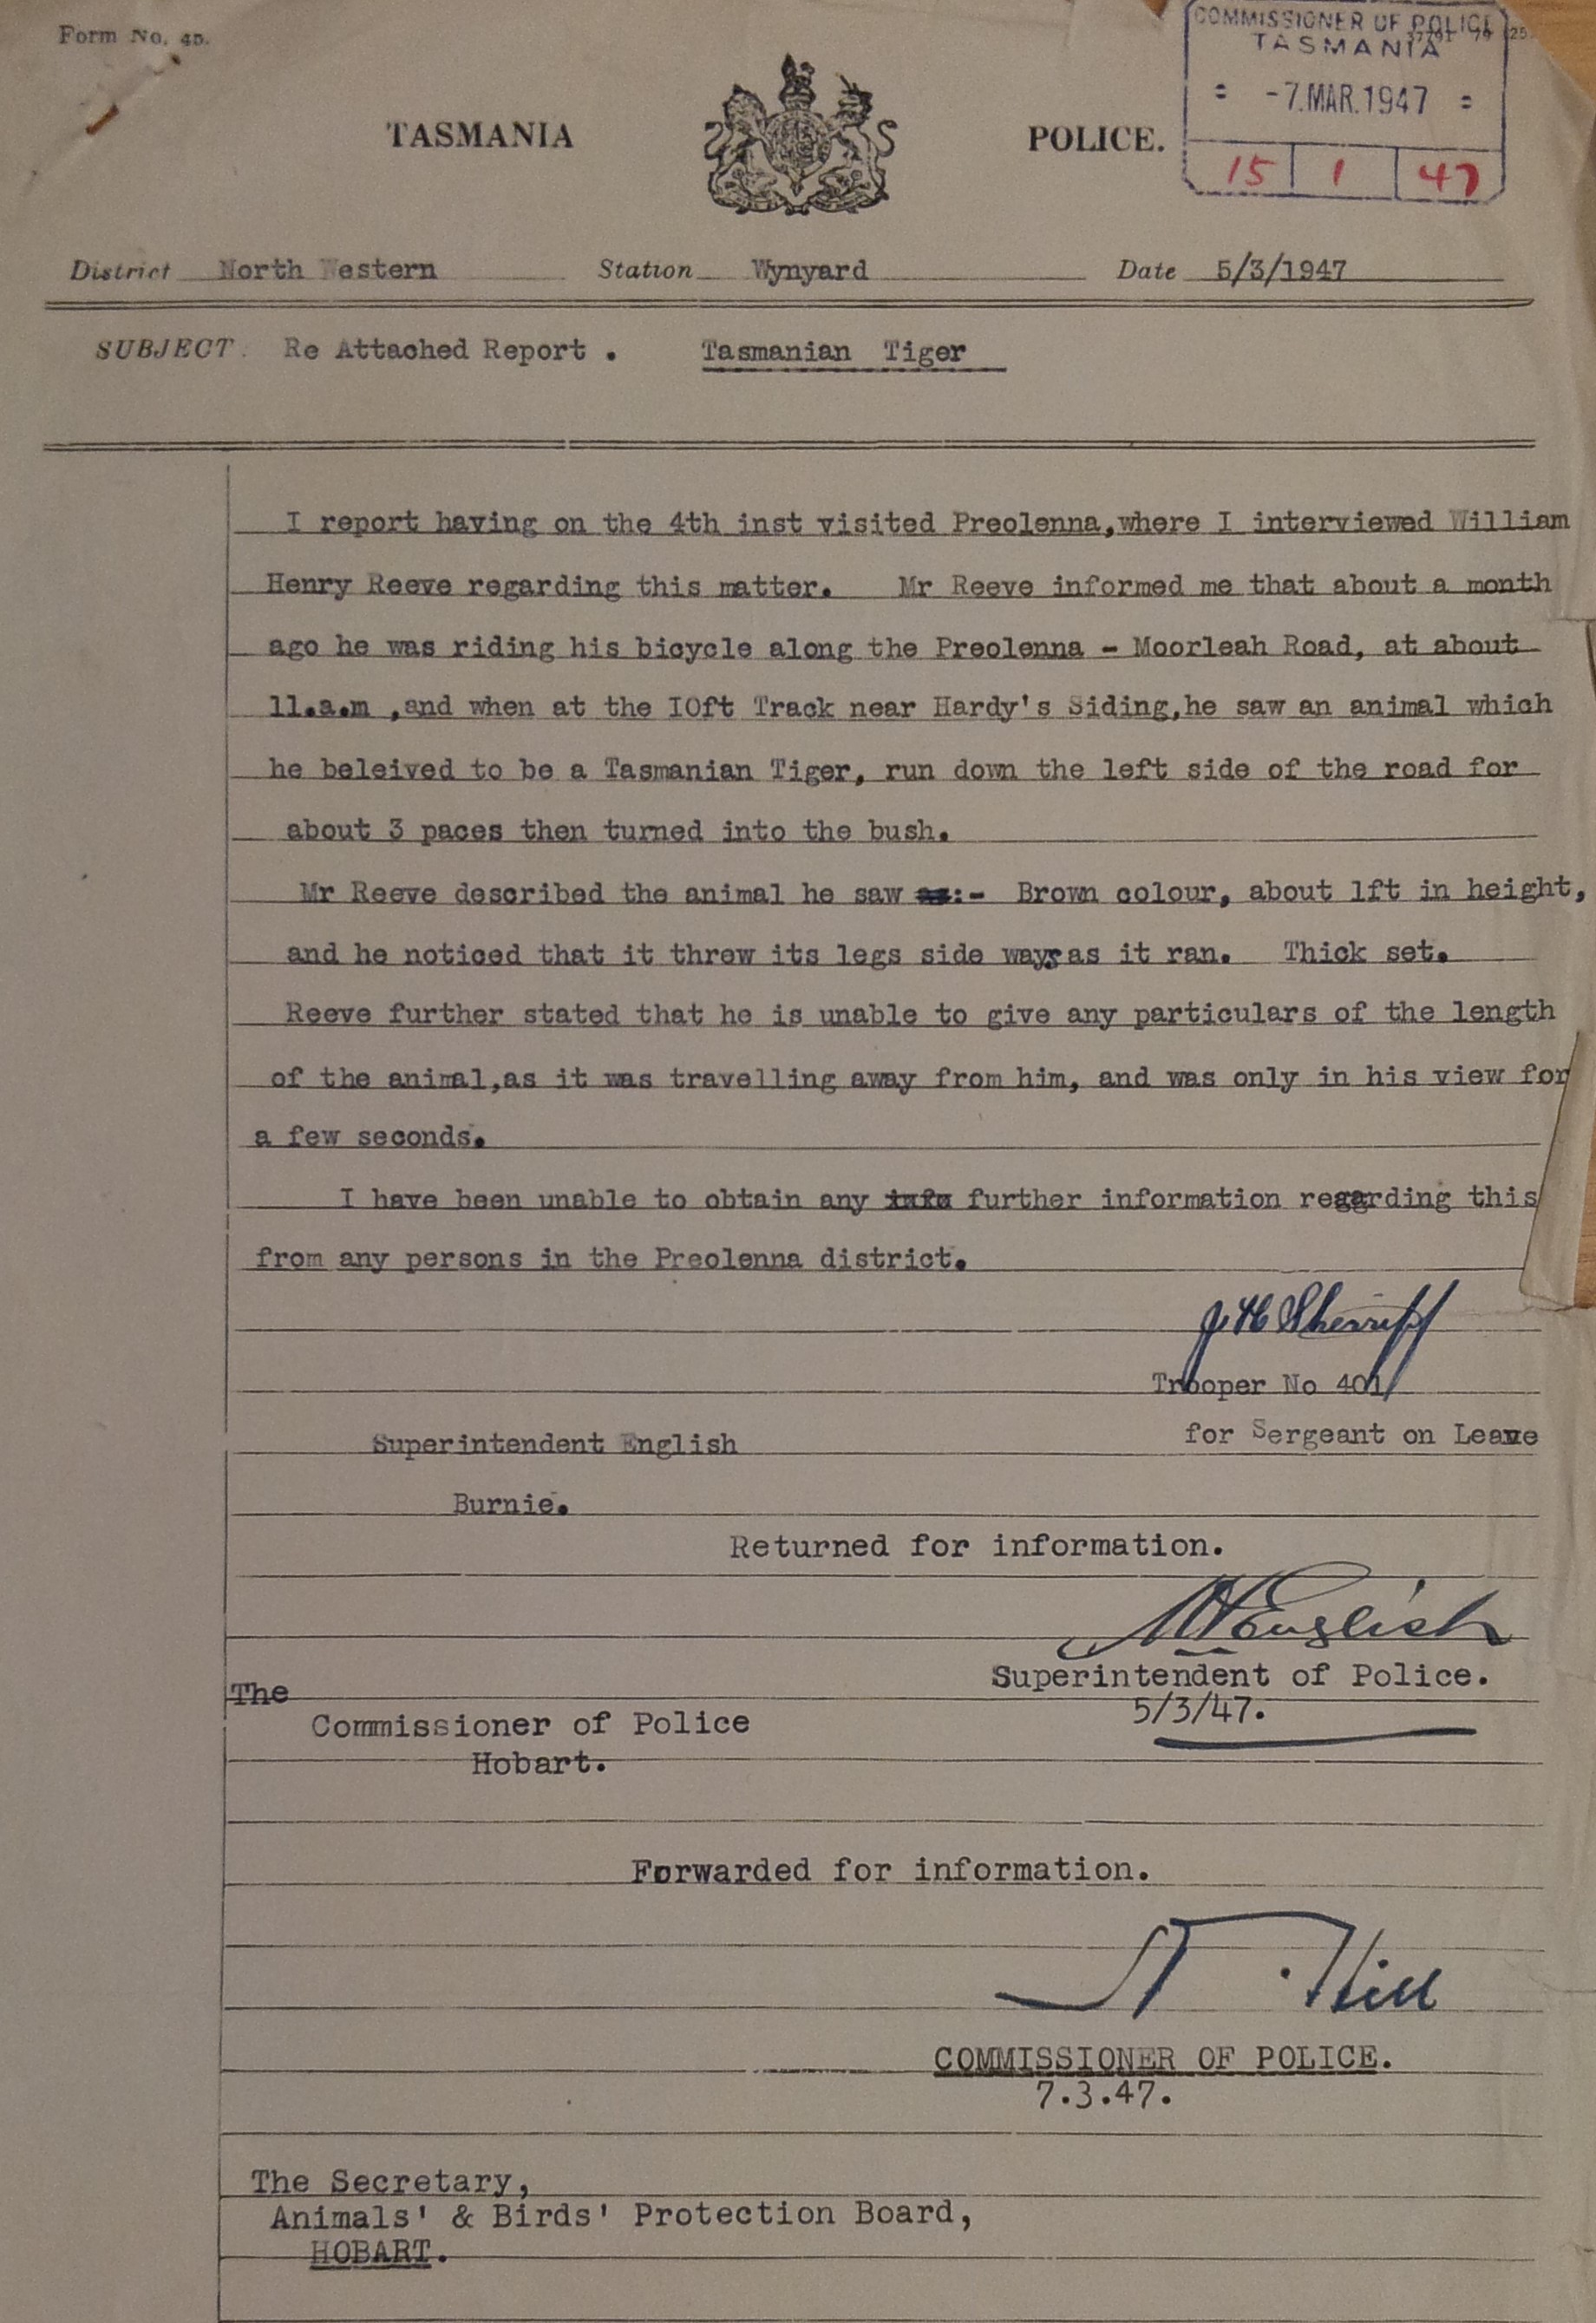 Form No. 45.
COMMISSIONER OF POLICE
TASMANIA
-7.MAR.1947
15 1 47
TASMANIA POLICE.
District North Western Station Wynyard Date 5/3/1947
SUBJECT. Re Attached Report . Tasmanian Tiger
I report having on the 4th inst visited Preolenna,where I interviewed William
Henry Reeve regarding this matter. Mr Reeve informed me that about a month
ago he was riding his bicycle along the Preolenna - Moorleah Road, at about
11.a.m ,and when at the IOft Track near Hardy's Siding,he saw an animal which
he beleived to be a Tasmanian Tiger, run down the left side of the road for
about 3 paces then turned into the bush.
Mr Reeve described the animal he saw as:- Brown colour, about 1ft in height,
and he noticed that it threw its legs side ways as it ran. Thick set.
Reeve further stated that he is unable to give any particulars of the length
of the animal,as it was travelling away from him, and was only in his view for
a few seconds.
I have been unable to obtain any further information regarding this
from any persons in the Preolenna district.
J H Sherriff
Trooper No 401
for Sergeant on Leave
Superintendent English
Burnie.
Returned for information.
English
Superintendent of Police.
5/3/47.
The
Commissioner of Police
Hobart.
Forwarded for information.
Hill
COMMISSIONER OF POLICE.
7.3.47.
The Secretary,
Animals' & Birds' Protection Board,
HOBART.